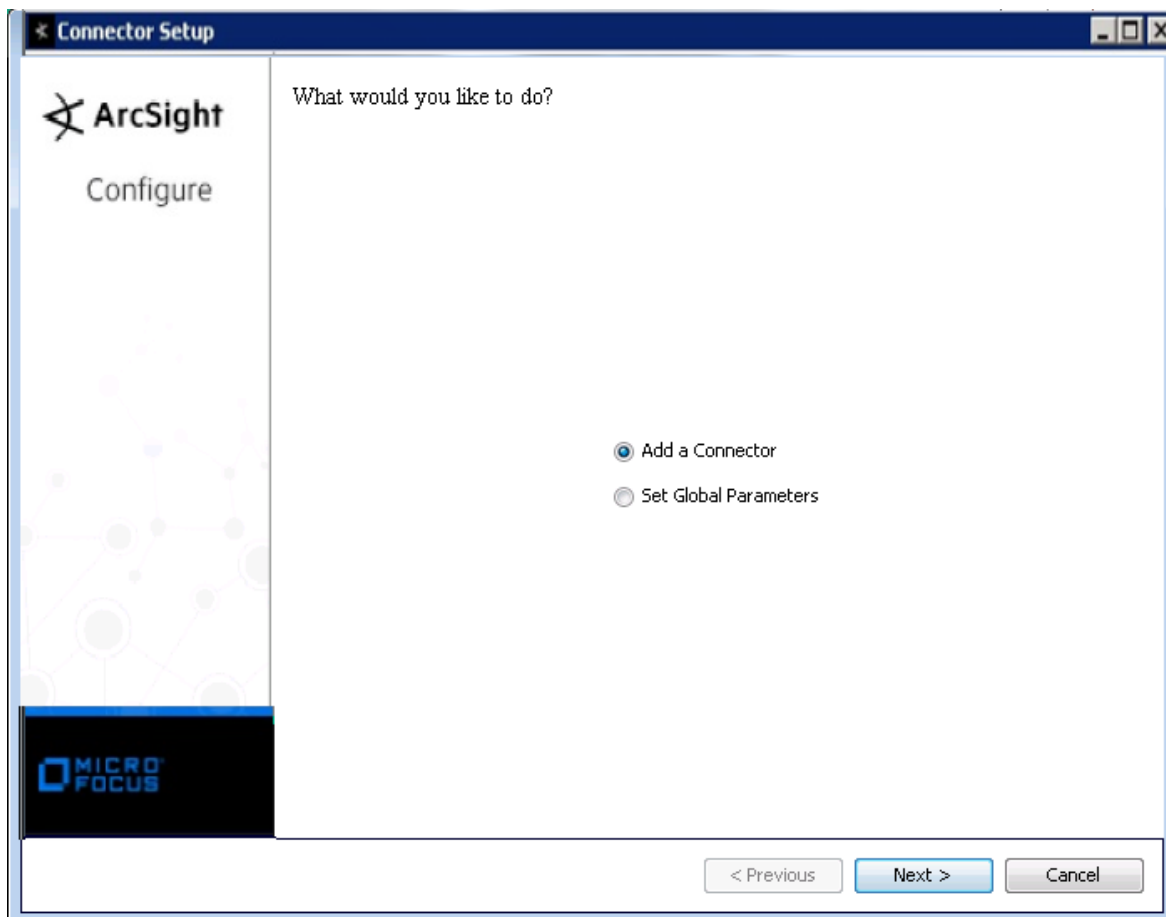 Connector Setup
ArcSight
Configure
What would you like to do?
Add a Connector
Set Global Parameters
MICRO
FOCUS
< Previous
Next >
Cancel